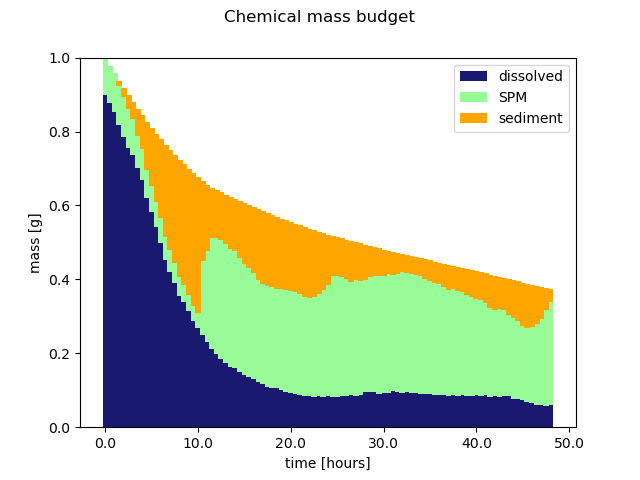 Chemical mass budget
1.0
0.8
0.6
0.4
0.2
0.0
mass [g]
dissolved
SPM
sediment
0.0 10.0 20.0 30.0 40.0 50.0
time [hours]